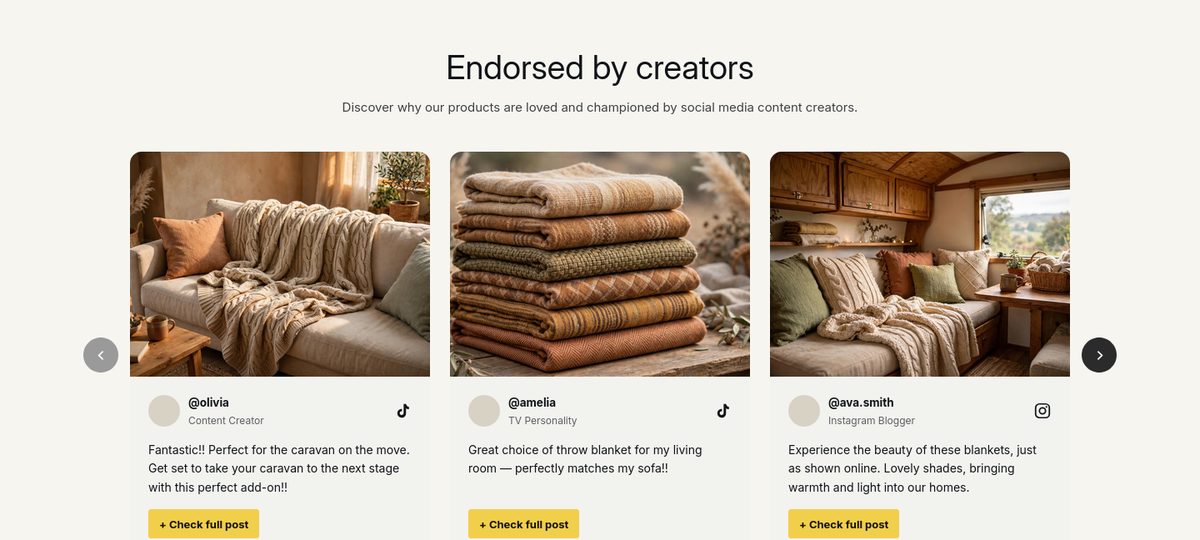 Endorsed by creators
Discover why our products are loved and championed by social media content creators.
@olivia
Content Creator
Fantastic!! Perfect for the caravan on the move.
Get set to take your caravan to the next stage
with this perfect add-on!!
+ Check full post
@amelia
TV Personality
Great choice of throw blanket for my living
room — perfectly matches my sofa!!
+ Check full post
@ava.smith
Instagram Blogger
Experience the beauty of these blankets, just
as shown online. Lovely shades, bringing
warmth and light into our homes.
+ Check full post